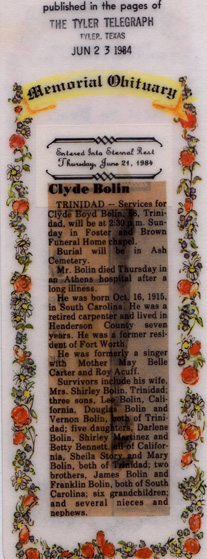 published in the pages of
THE TYLER TELEGRAPH
TYLER, TEXAS
JUN 23 1984
Memorial Obituary
Entered Into Eternal Rest
Thursday, June 21, 1984
Clyde Bolin
TRINIDAD — Services for
Clyde Boyd Bolin, 68, Trini-
dad, will be at 2:30 p.m. Sun-
day in Foster and Brown
Funeral Home chapel.
Burial will be in Ash
Cemetery.
Mr. Bolin died Thursday in
an Athens hospital after a
long illness.
He was born Oct. 16, 1915,
in South Carolina. He was a
retired carpenter and lived in
Henderson County seven
years. He was a former resi-
dent of Fort Worth.
He was formerly a singer
with Mother May Belle
Carter and Roy Acuff.
Survivors include his wife,
Mrs. Shirley Bolin, Trinidad;
three sons, Lee Bolin, Cali-
fornia, Douglas Bolin and
Vernon Bolin, both of Trini-
dad; five daughters, Darlene
Bolin, Shirley Martinez and
Betty Bennett, all of Califor-
nia, Sheila Story and Mary
Bolin, both of Trinidad; two
brothers, James Bolin and
Franklin Bolin, both of South
Carolina; six grandchildren;
and several nieces and
nephews.